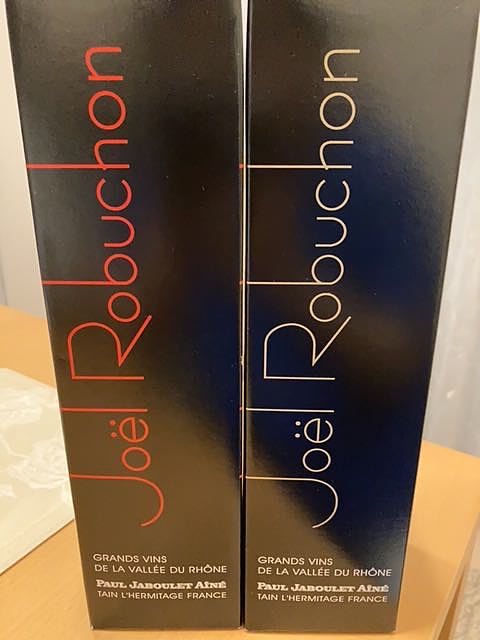 Joël Robuchon
GRANDS VINS
DE LA VALLÉE DU RHÔNE
PAUL JABOULET AÎNÉ
TAIN L'HERMITAGE FRANCE
Joël Robuchon
GRANDS VINS
DE LA VALLÉE DU RHÔNE
PAUL JABOULET AÎNÉ
TAIN L'HERMITAGE FRANCE